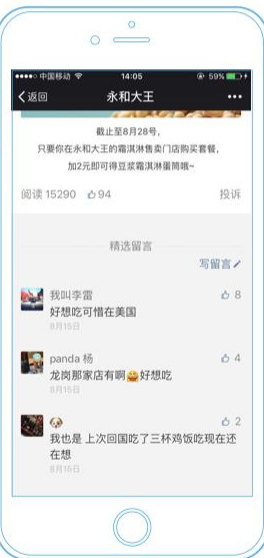 中国移动 14:05 59%
返回 永和大王
截止至8月28号,
只要你在永和大王的霜淇淋售卖门店购买套餐,
加2元即可得豆浆霜淇淋蛋筒哦~
阅读 15290 94 投诉
精选留言
写留言
我叫李雷 8
好想吃可惜在美国
8月15日
panda 杨 4
龙岗那家店有啊😄好想吃
8月15日
🐶 2
我也是 上次回国吃了三杯鸡饭吃现在还
在想
8月15日